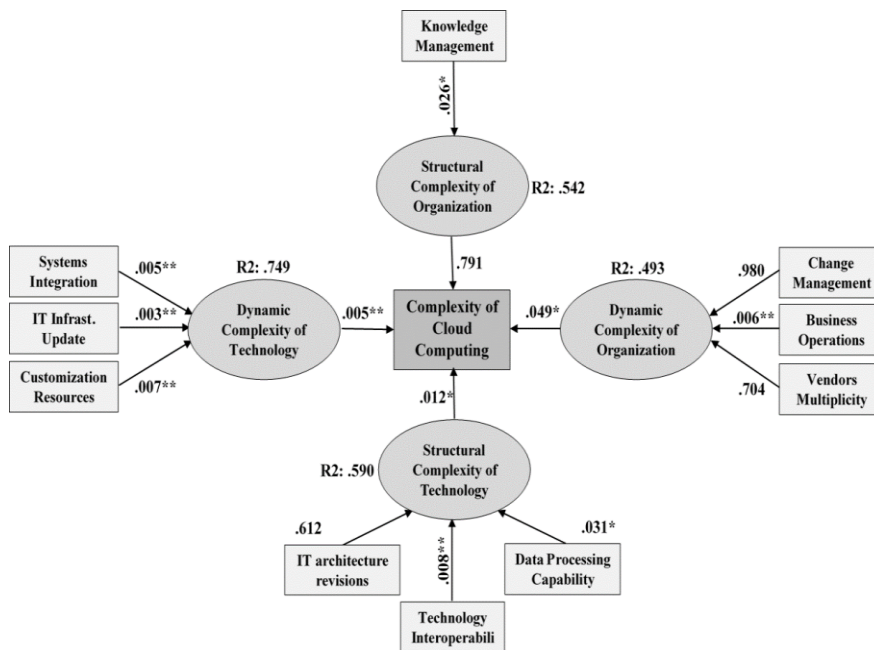 Knowledge
Management
.026*
Structural
Complexity of
Organization
R2: .542
.791
Systems
Integration
.005**
R2: .749
IT Infrast.
Update
.003**
Dynamic
Complexity of
Technology
.005**
Customization
Resources
.007**
Complexity of
Cloud
Computing
.049*
R2: .493
Dynamic
Complexity of
Organization
.980
Change
Management
.006**
Business
Operations
.704
Vendors
Multiplicity
.012*
R2: .590
Structural
Complexity of
Technology
.612
IT architecture
revisions
.008**
Technology
Interoperabili
.031*
Data Processing
Capability